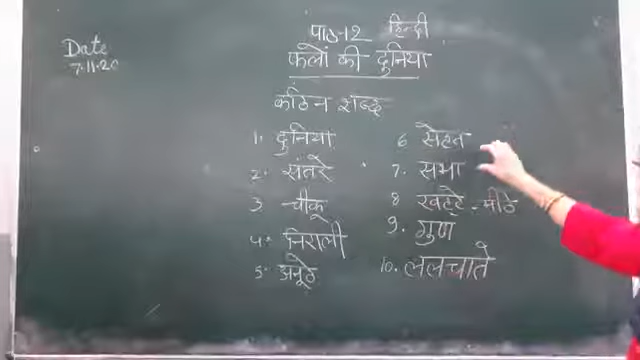 पाठ-12 हिन्दी
Date
7-11-20
फलों की दुनिया
कठिन शब्द
1. दुनिया
2. संतरे
3. चीकू
4. निराली
5. अनूठे
6 सेहत
7. सभा
8 खट्टे - मीठे
9. गुण
10. ललचाते